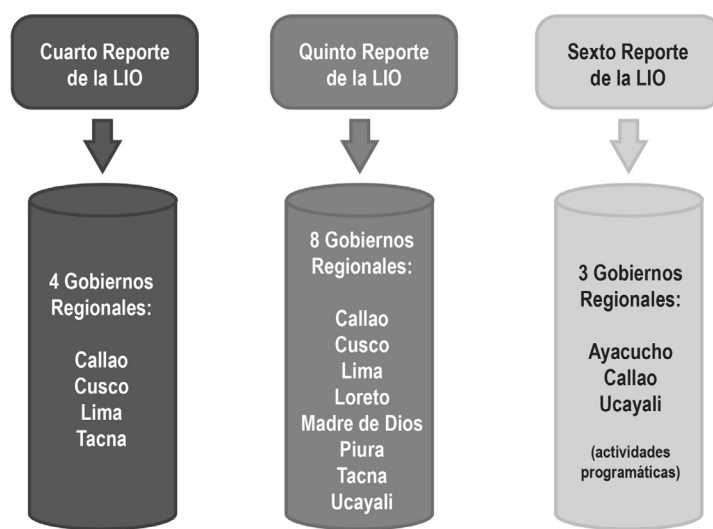 Cuarto Reporte
de la LIO
Quinto Reporte
de la LIO
Sexto Reporte
de la LIO
4 Gobiernos
Regionales:
Callao
Cusco
Lima
Tacna
8 Gobiernos
Regionales:
Callao
Cusco
Lima
Loreto
Madre de Dios
Piura
Tacna
Ucayali
3 Gobiernos
Regionales:
Ayacucho
Callao
Ucayali
(actividades
programáticas)